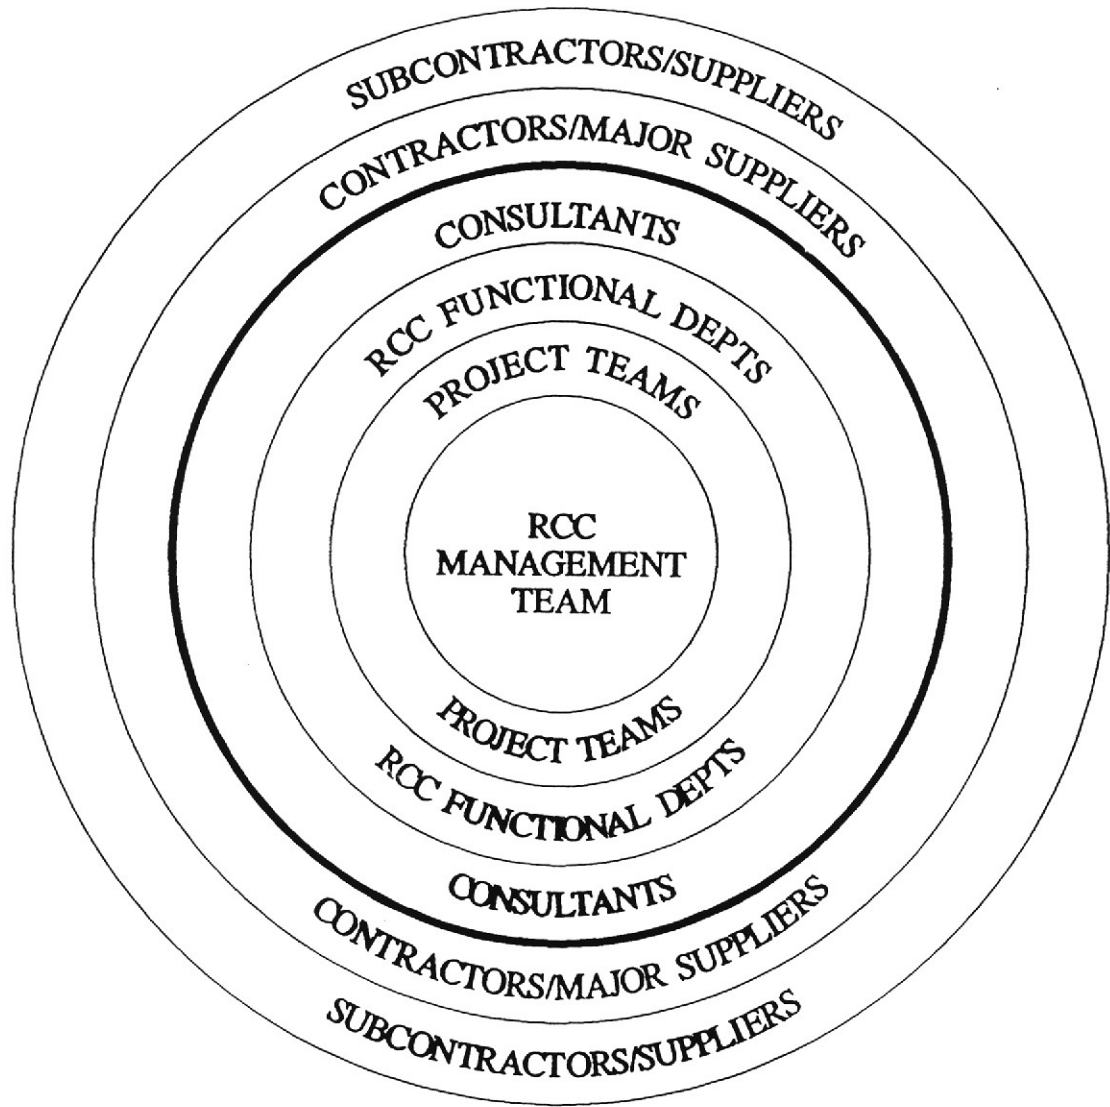 SUBCONTRACTORS/SUPPLIERS
CONTRACTORS/MAJOR SUPPLIERS
CONSULTANTS
RCC FUNCTIONAL DEPTS
PROJECT TEAMS
RCC
MANAGEMENT
TEAM
PROJECT TEAMS
RCC FUNCTIONAL DEPTS
CONSULTANTS
CONTRACTORS/MAJOR SUPPLIERS
SUBCONTRACTORS/SUPPLIERS